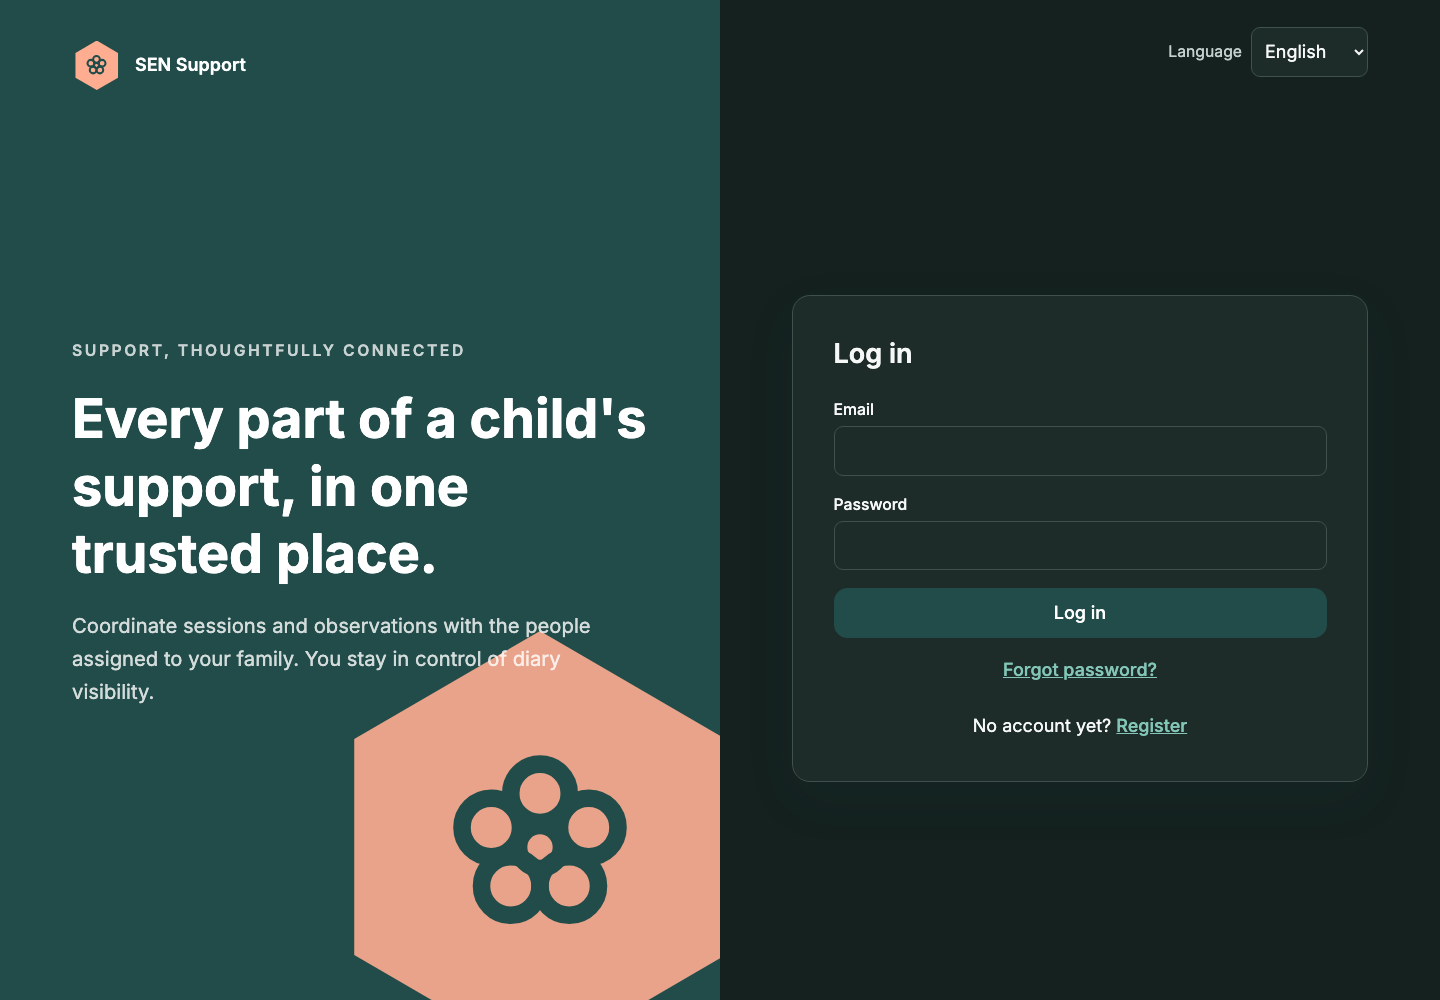 SEN Support
SUPPORT, THOUGHTFULLY CONNECTED
Every part of a child's
support, in one
trusted place.
Coordinate sessions and observations with the people
assigned to your family. You stay in control of diary
visibility.
Language
English
Log in
Email
Password
Log in
Forgot password?
No account yet? Register